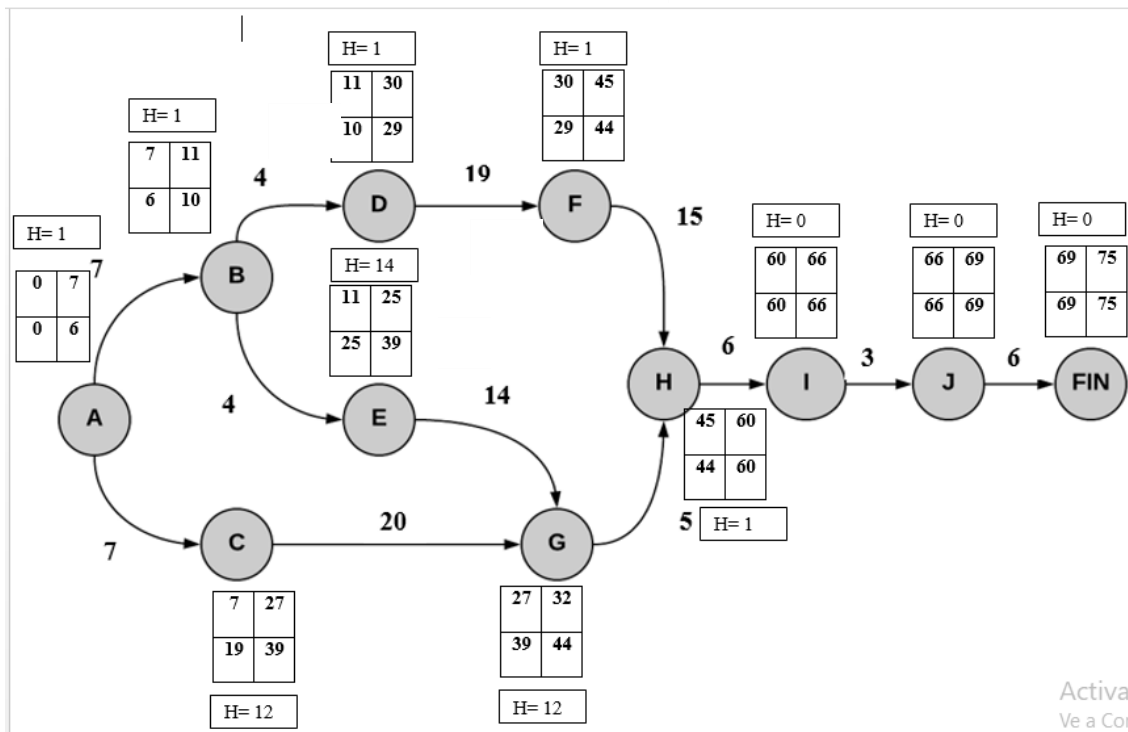 H= 1
11 30
10 29
H= 1
30 45
29 44
H= 1
7 11
6 10
4
D
19
F
15
H= 1
0 7
0 6
7
B
H= 14
11 25
25 39
H= 0
60 66
60 66
H= 0
66 69
66 69
H= 0
69 75
69 75
A
4
E
14
H
6
I
3
J
6
FIN
45 60
44 60
5
H= 1
7
C
20
G
7 27
19 39
H= 12
27 32
39 44
H= 12
Activa
Ve a Co